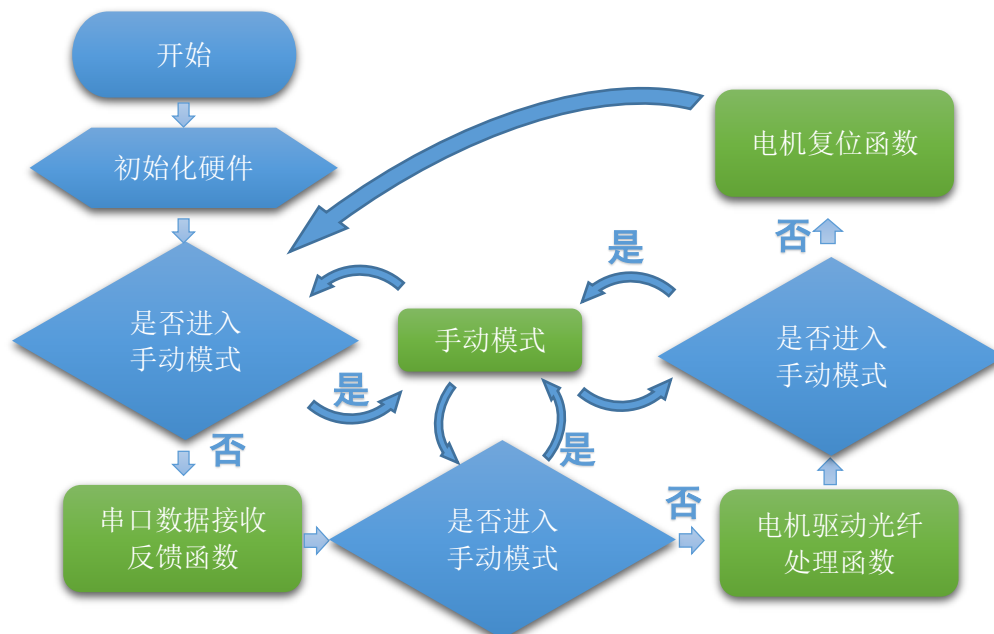 开始
初始化硬件
是否进入
手动模式
是
否
串口数据接收
反馈函数
手动模式
是否进入
手动模式
是
否
电机驱动光纤
处理函数
是否进入
手动模式
是
否
电机复位函数